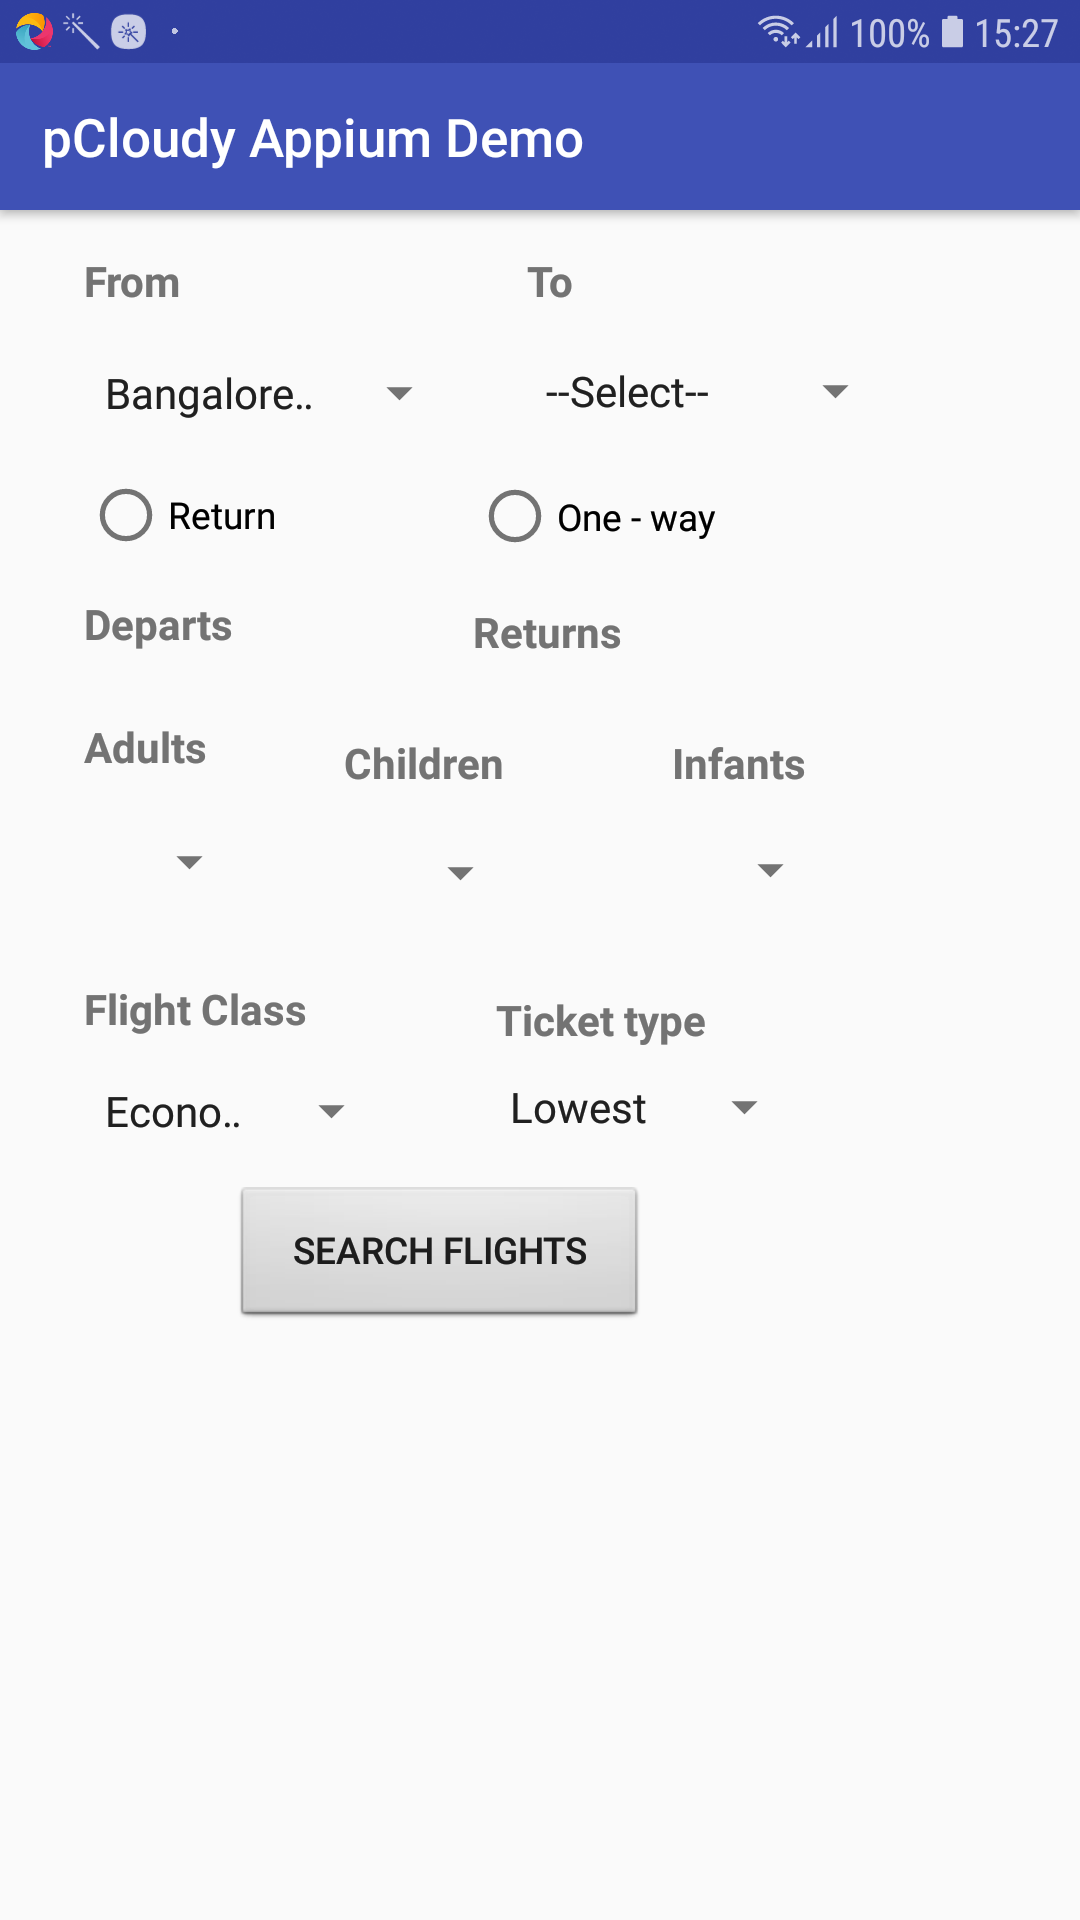 100% 15:27
pCloudy Appium Demo
From To
Bangalore.. --Select--
Return One - way
Departs Returns
Adults Children Infants
Flight Class Ticket type
Econo.. Lowest
SEARCH FLIGHTS